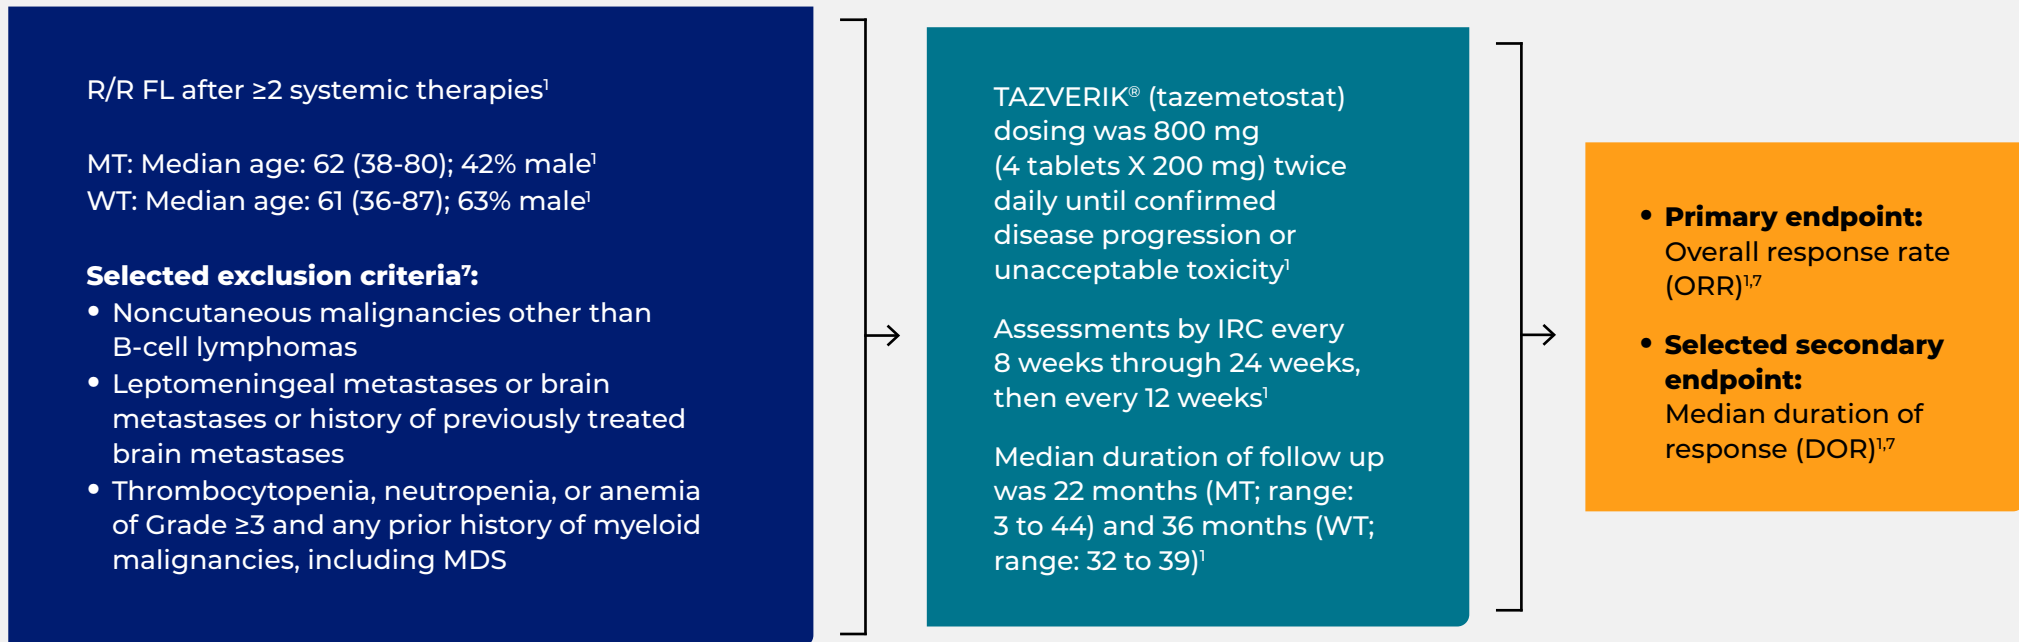 R/R FL after ≥2 systemic therapies¹
MT: Median age: 62 (38-80); 42% male¹
WT: Median age: 61 (36-87); 63% male¹
Selected exclusion criteria⁷:
• Noncutaneous malignancies other than
B-cell lymphomas
• Leptomeningeal metastases or brain
metastases or history of previously treated
brain metastases
• Thrombocytopenia, neutropenia, or anemia
of Grade ≥3 and any prior history of myeloid
malignancies, including MDS
TAZVERIK® (tazemetostat)
dosing was 800 mg
(4 tablets X 200 mg) twice
daily until confirmed
disease progression or
unacceptable toxicity¹
Assessments by IRC every
8 weeks through 24 weeks,
then every 12 weeks¹
Median duration of follow up
was 22 months (MT; range:
3 to 44) and 36 months (WT;
range: 32 to 39)¹
• Primary endpoint:
Overall response rate
(ORR)¹,⁷
• Selected secondary
endpoint:
Median duration of
response (DOR)¹,⁷